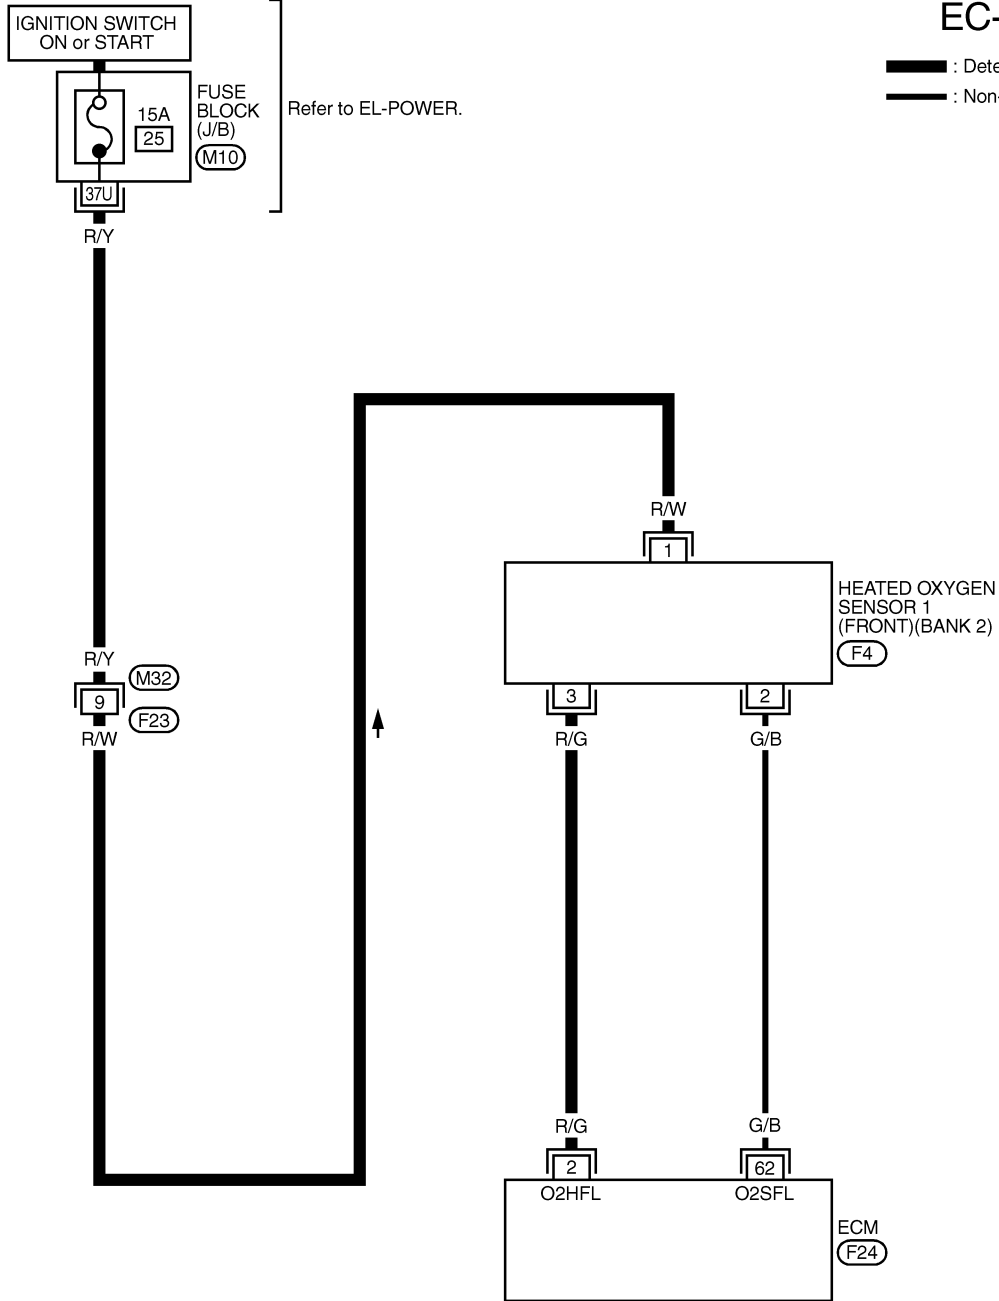 IGNITION SWITCH
ON or START
EC-
: Dete
: Non-
FUSE
BLOCK
(J/B)
M10
15A
25
Refer to EL-POWER.
37U
R/Y
R/W
1
HEATED OXYGEN
SENSOR 1
(FRONT)(BANK 2)
F4
R/Y
M32
9
F23
R/W
3
2
R/G
G/B
R/G
G/B
2
62
O2HFL
O2SFL
ECM
F24